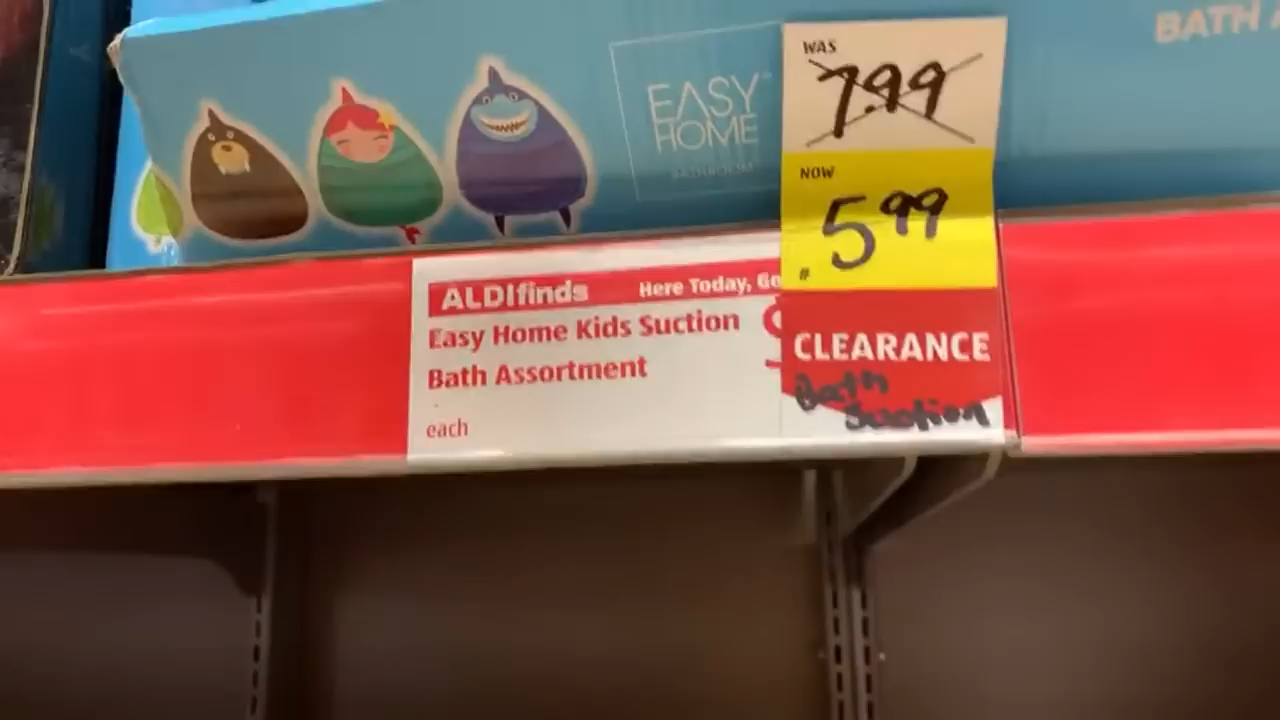 BATH
EASY
HOME
BATHROOM
WAS
7.99
NOW
5.99
#
ALDIfinds
Here Today,
Easy Home Kids Suction
Bath Assortment
each
CLEARANCE
Bath
Suction